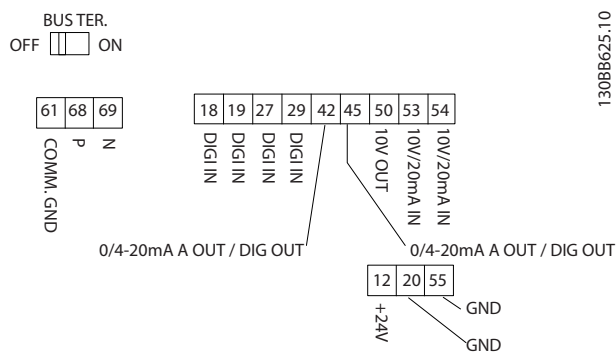 BUS TER.
OFF ON
130BB625.10
61 68 69
COMM. GND
P
N
18 19 27 29 42 45 50 53 54
DIGI IN
DIGI IN
DIGI IN
DIGI IN
10V OUT
10V/20mA IN
10V/20mA IN
0/4-20mA A OUT / DIG OUT
0/4-20mA A OUT / DIG OUT
12 20 55
+24V
GND
GND